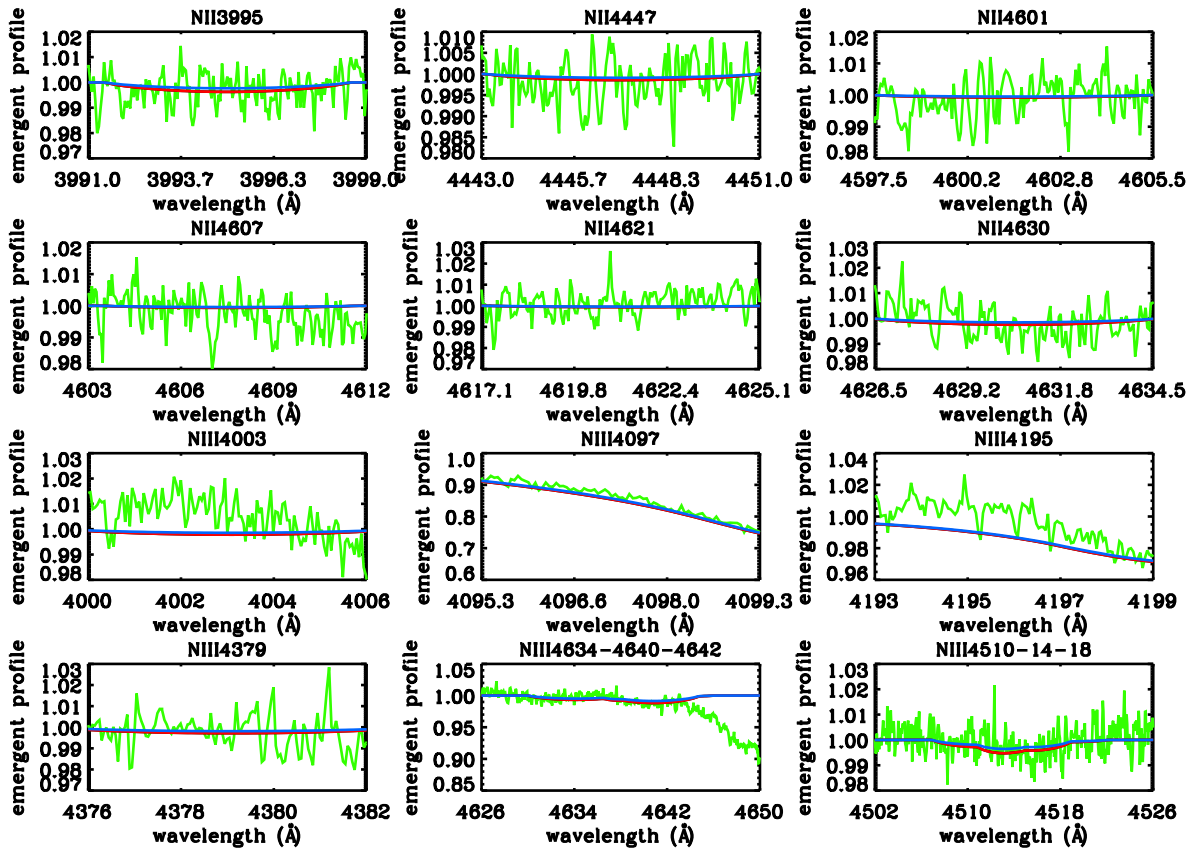 NII3995 NII4447 NII4601
emergent profile emergent profile emergent profile
1.02 1.010 1.02
1.01 1.005 1.01
1.00 1.000 1.00
0.99 0.995 0.99
0.98 0.990 0.98
0.97 0.985
0.980
3991.0 3993.7 3996.3 3999.0 4443.0 4445.7 4448.3 4451.0 4597.5 4600.2 4602.8 4605.5
wavelength (Å) wavelength (Å) wavelength (Å)
NII4607 NII4621 NII4630
emergent profile emergent profile emergent profile
1.02 1.03 1.03
1.01 1.02 1.02
1.00 1.01 1.01
0.99 1.00 1.00
0.98 0.99 0.99
0.98 0.98
0.97
4603 4606 4609 4612 4617.1 4619.8 4622.4 4625.1 4626.5 4629.2 4631.8 4634.5
wavelength (Å) wavelength (Å) wavelength (Å)
NIII4003 NIII4097 NIII4195
emergent profile emergent profile emergent profile
1.03 1.0 1.04
1.02 0.9 1.02
1.01 0.8 1.00
1.00 0.7 0.98
0.99 0.6 0.96
0.98
4000 4002 4004 4006 4095.3 4096.6 4098.0 4099.3 4193 4195 4197 4199
wavelength (Å) wavelength (Å) wavelength (Å)
NIII4379 NIII4634-4640-4642 NIII4510-14-18
emergent profile emergent profile emergent profile
1.03 1.05 1.03
1.02 1.00 1.02
1.01 0.95 1.01
1.00 0.90 1.00
0.99 0.85 0.99
0.98 0.98
0.97
4376 4378 4380 4382 4626 4634 4642 4650 4502 4510 4518 4526
wavelength (Å) wavelength (Å) wavelength (Å)